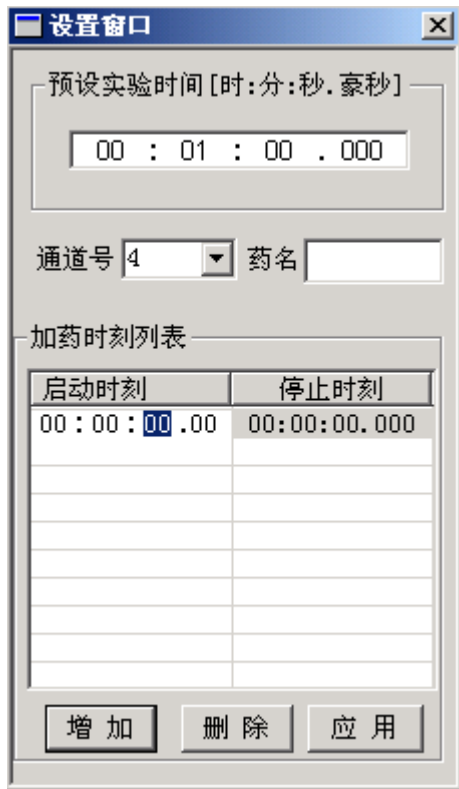 设置窗口
预设实验时间[时:分:秒.豪秒]
00 : 01 : 00 . 000
通道号 4 药名
加药时刻列表
启动时刻 停止时刻
00:00:00.00 00:00:00.000
增 加 删 除 应 用